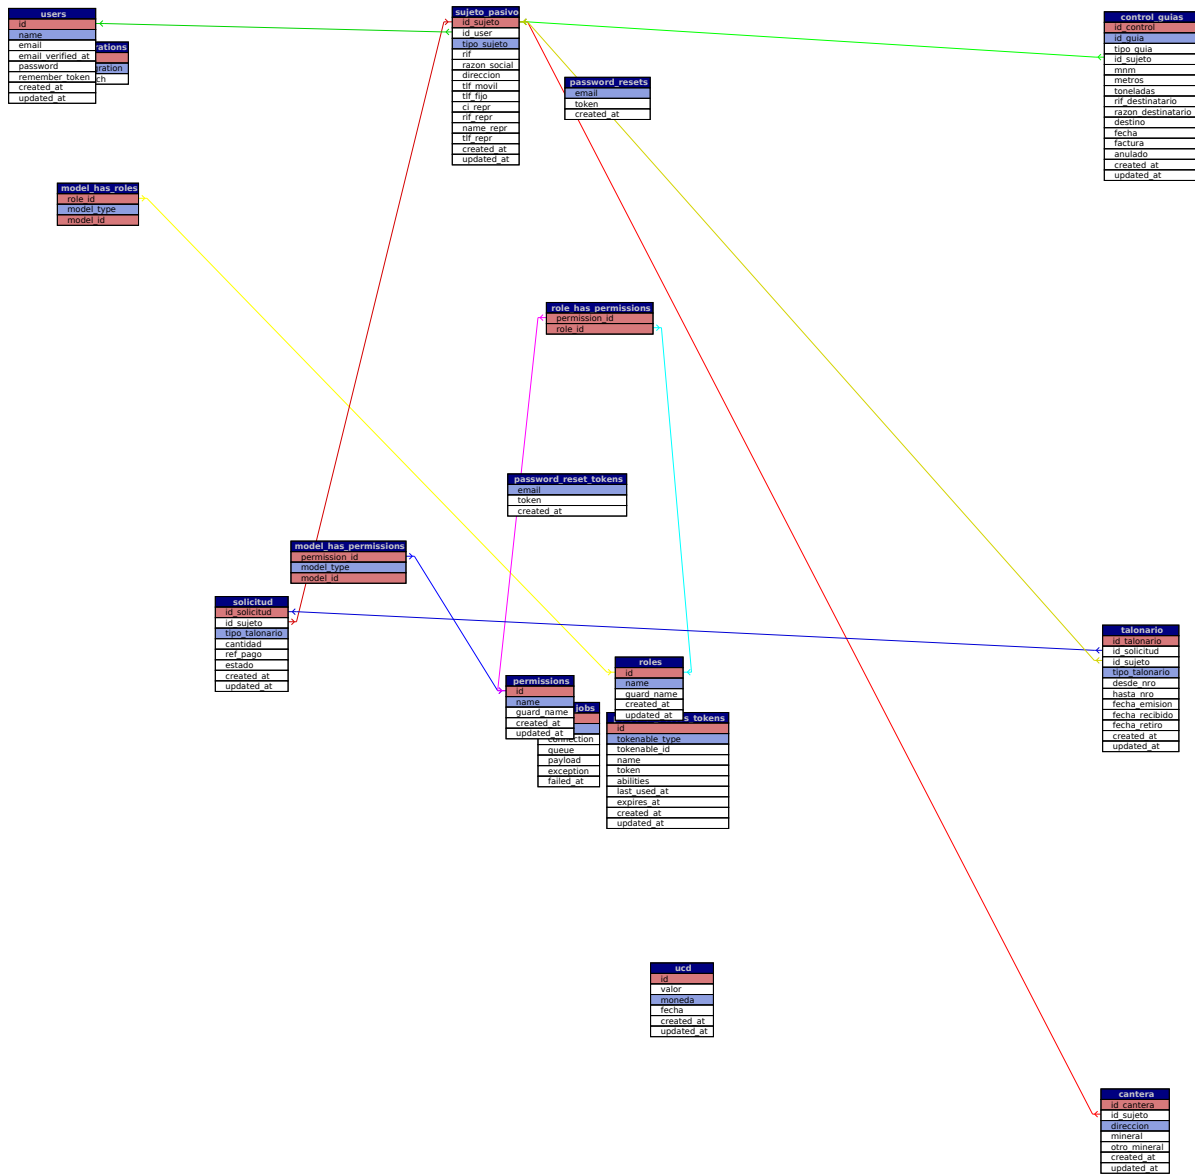 users
id
name
email
email_verified_at
password
remember_token
created_at
updated_at
rations
gration
ch
sujeto_pasivo
id_sujeto
id_user
tipo_sujeto
rif
razon_social
direccion
tlf_movil
tlf_fijo
ci_repr
rif_repr
name_repr
tlf_repr
created_at
updated_at
password_resets
email
token
created_at
control_guias
id_control
id_guia
tipo_guia
id_sujeto
mnm
metros
toneladas
rif_destinatario
razon_destinatario
destino
fecha
factura
anulado
created_at
updated_at
model_has_roles
role_id
model_type
model_id
role_has_permissions
permission_id
role_id
password_reset_tokens
email
token
created_at
model_has_permissions
permission_id
model_type
model_id
solicitud
id_solicitud
id_sujeto
tipo_talonario
cantidad
ref_pago
estado
created_at
updated_at
talonario
id_talonario
id_solicitud
id_sujeto
tipo_talonario
desde_nro
hasta_nro
fecha_emision
fecha_recibido
fecha_retiro
created_at
updated_at
permissions
id
name
guard_name
created_at
updated_at
jobs
connection
queue
payload
exception
failed_at
roles
id
name
guard_name
created_at
updated_at
s_tokens
id
tokenable_type
tokenable_id
name
token
abilities
last_used_at
expires_at
created_at
updated_at
ucd
id
valor
moneda
fecha
created_at
updated_at
cantera
id_cantera
id_sujeto
direccion
mineral
otro_mineral
created_at
updated_at